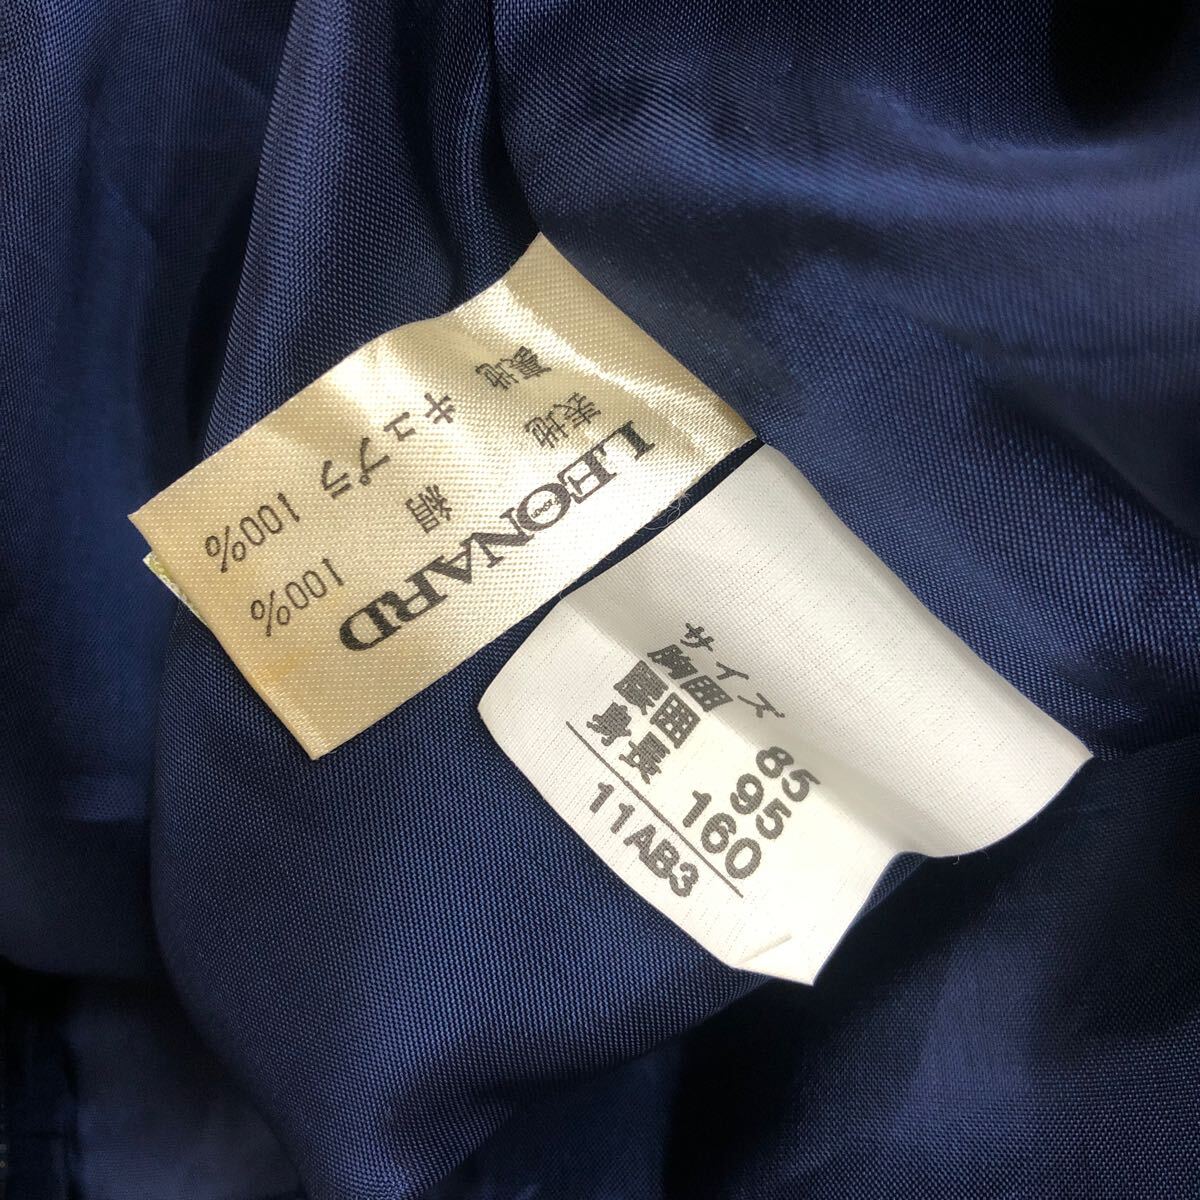 LEONARD
表地 絹 100%
裏地 キュプラ 100%
サイズ
胸囲 85
腰囲 95
身長 160
11AB3